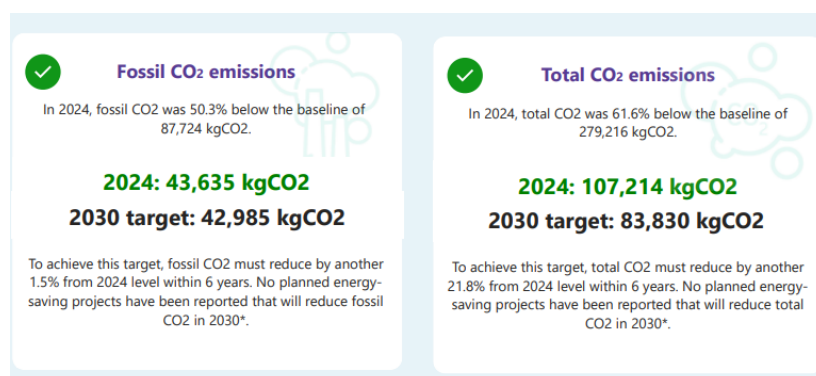 Fossil CO₂ emissions
In 2024, fossil CO2 was 50.3% below the baseline of
87,724 kgCO2.
2024: 43,635 kgCO2
2030 target: 42,985 kgCO2
To achieve this target, fossil CO2 must reduce by another
1.5% from 2024 level within 6 years. No planned energy-
saving projects have been reported that will reduce fossil
CO2 in 2030*.
Total CO₂ emissions
In 2024, total CO2 was 61.6% below the baseline of
279,216 kgCO2.
CO₂
2024: 107,214 kgCO2
2030 target: 83,830 kgCO2
To achieve this target, total CO2 must reduce by another
21.8% from 2024 level within 6 years. No planned energy-
saving projects have been reported that will reduce total
CO2 in 2030*.